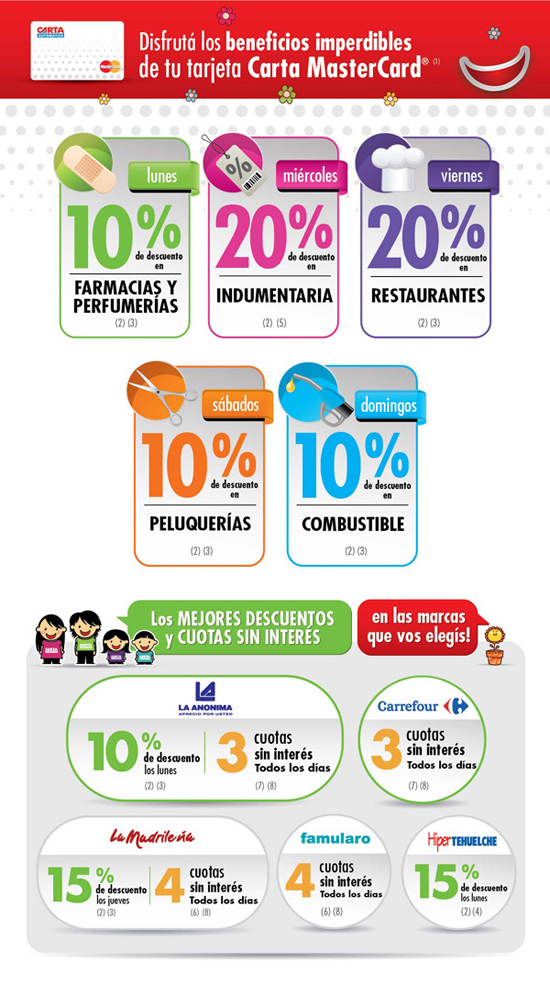 CARTA
AUTOMATICA
MasterCard
Disfrutá los beneficios imperdibles
de tu tarjeta Carta MasterCard® (1)
lunes
10%
de descuento
en
FARMACIAS Y
PERFUMERÍAS
(2) (3)
%
miércoles
20%
de descuento
en
INDUMENTARIA
(2) (5)
viernes
20%
de descuento
en
RESTAURANTES
(2) (3)
sábados
10%
de descuento
en
PELUQUERÍAS
(2) (3)
domingos
10%
de descuento
en
COMBUSTIBLE
(2) (3)
Los MEJORES DESCUENTOS
y CUOTAS SIN INTERÉS
en las marcas
que vos elegís!
LA ANONIMA
APRECIO POR USTED
10%
de descuento
los lunes
(2) (3)
3 cuotas
sin interés
Todos los días
(7) (8)
Carrefour
3 cuotas
sin interés
Todos los días
(7) (8)
La Madrileña
15%
de descuento
los jueves
(2) (3)
4 cuotas
sin interés
Todos los días
(6) (8)
famularo
4 cuotas
sin interés
Todos los días
(6) (8)
HiperTEHUELCHE
15%
de descuento
los lunes
(2) (4)